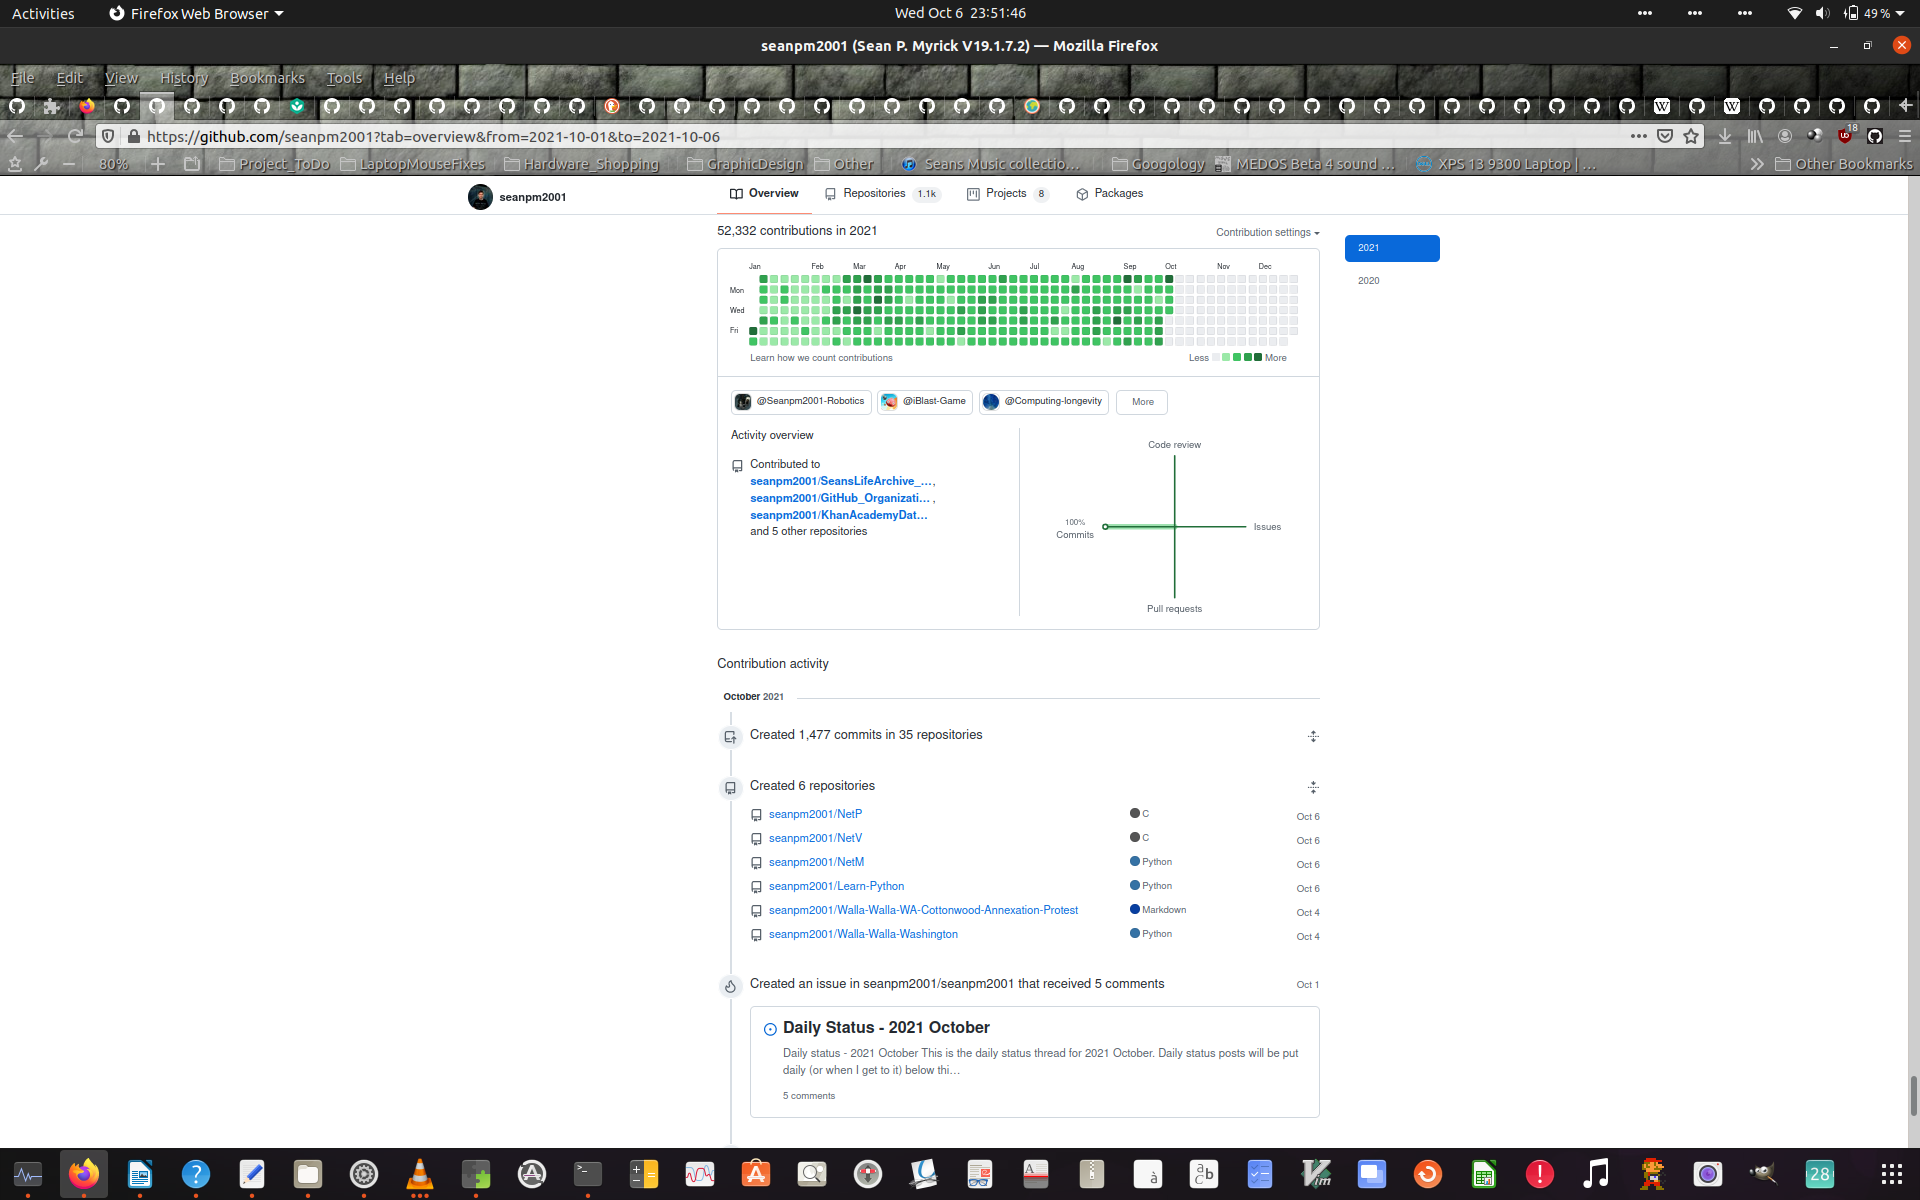 Activities
Firefox Web Browser
Wed Oct 6 23:51:46
49 %
seanpm2001 (Sean P. Myrick V19.1.7.2) — Mozilla Firefox
File Edit View History Bookmarks Tools Help
https://github.com/seanpm2001?tab=overview&from=2021-10-01&to=2021-10-06
18
80%
Project_ToDo
LaptopMouseFixes
Hardware_Shopping
GraphicDesign
Other
Seans Music collectio…
Googology
MEDOS Beta 4 sound …
XPS 13 9300 Laptop | …
Other Bookmarks
seanpm2001
Overview
Repositories 1.1k
Projects 8
Packages
52,332 contributions in 2021
Contribution settings
2021
2020
Jan Feb Mar Apr May Jun Jul Aug Sep Oct Nov Dec
Mon
Wed
Fri
Learn how we count contributions
Less
More
@Seanpm2001-Robotics
@iBlast-Game
@Computing-longevity
More
Activity overview
Contributed to
seanpm2001/SeansLifeArchive_…,
seanpm2001/GitHub_Organizati… ,
seanpm2001/KhanAcademyDat…
and 5 other repositories
Code review
100%
Commits
Issues
Pull requests
Contribution activity
October 2021
Created 1,477 commits in 35 repositories
Created 6 repositories
seanpm2001/NetP C Oct 6
seanpm2001/NetV C Oct 6
seanpm2001/NetM Python Oct 6
seanpm2001/Learn-Python Python Oct 6
seanpm2001/Walla-Walla-WA-Cottonwood-Annexation-Protest Markdown Oct 4
seanpm2001/Walla-Walla-Washington Python Oct 4
Created an issue in seanpm2001/seanpm2001 that received 5 comments
Oct 1
Daily Status - 2021 October
Daily status - 2021 October This is the daily status thread for 2021 October. Daily status posts will be put
daily (or when I get to it) below thi…
5 comments
28